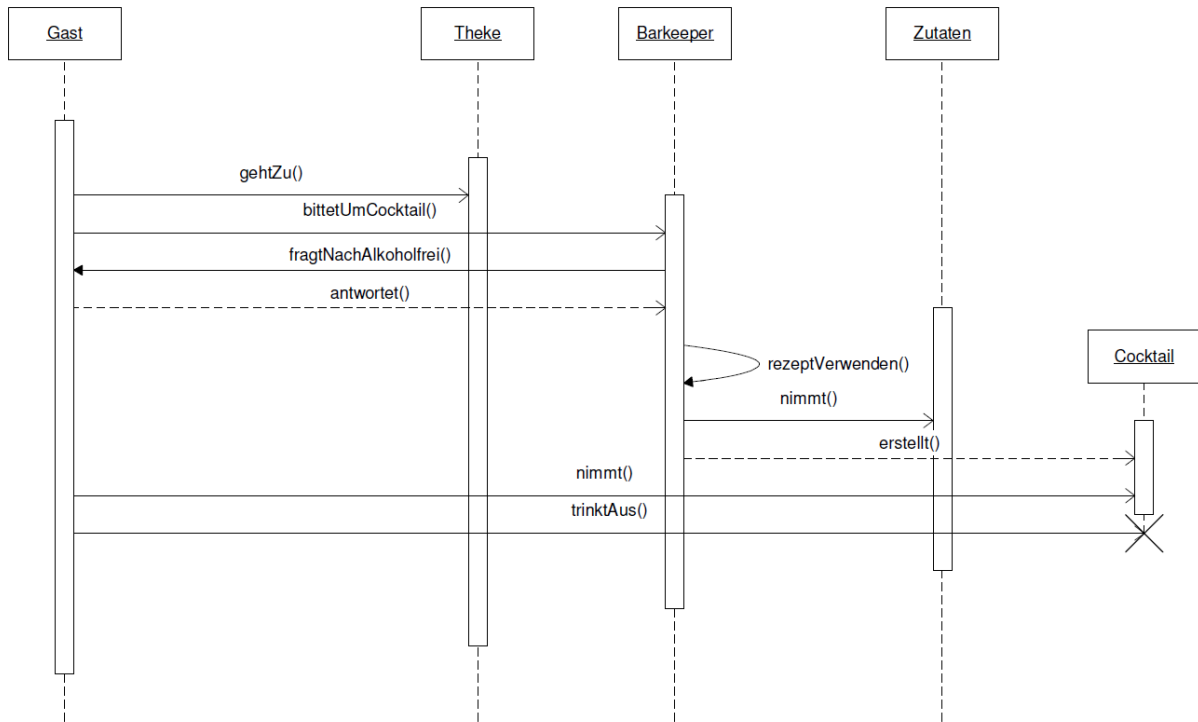 Gast
Theke
Barkeeper
Zutaten
gehtZu()
bittetUmCocktail()
fragtNachAlkoholfrei()
antwortet()
Cocktail
rezeptVerwenden()
nimmt()
erstellt()
nimmt()
trinktAus()